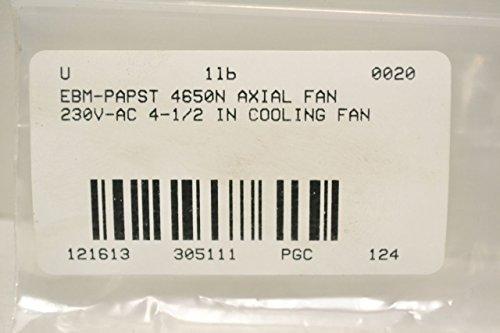 U 1lb 0020
EBM-PAPST 4650N AXIAL FAN
230V-AC 4-1/2 IN COOLING FAN
121613 305111 PGC 124